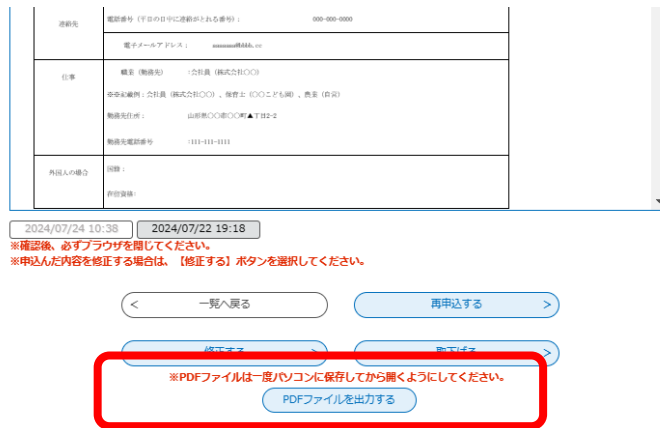 連絡先
電話番号（平日の日中に連絡がとれる番号）： 000-000-0000
電子メールアドレス： aaaaaaa@bbbb.cc
仕事
職業（勤務先） :会社員（株式会社〇〇）
※※記載例：会社員（株式会社〇〇）、保育士（〇〇こども園）、農業（自営）
勤務先住所： 山形県〇〇市〇〇町▲丁目2-2
勤務先電話番号 :111-111-1111
外国人の場合
国籍：
在留資格：
2024/07/24 10:38 2024/07/22 19:18
※確認後、必ずブラウザを閉じてください。
※申込んだ内容を修正する場合は、【修正する】ボタンを選択してください。
< 一覧へ戻る 再申込する >
修正する > 取下げる >
※PDFファイルは一度パソコンに保存してから開くようにしてください。
PDFファイルを出力する